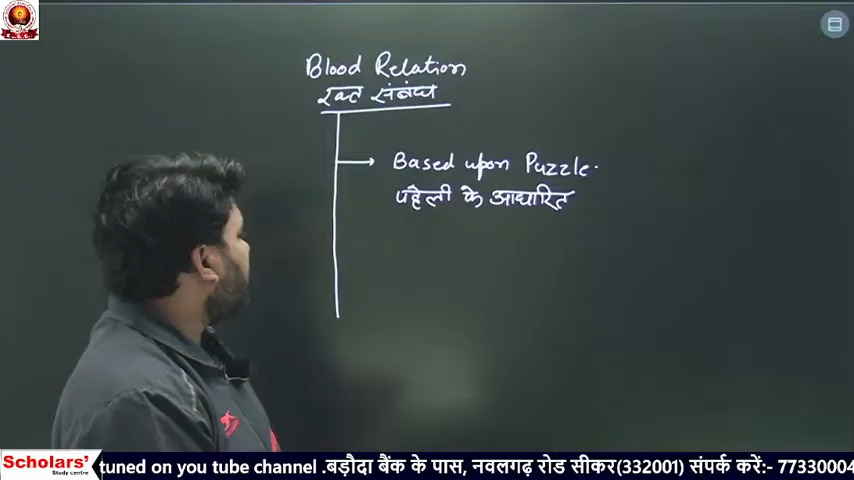 Blood Relation
रक्त संबंध
Based upon Puzzle.
पहेली के आधारित
Scholars'
Study centre
tuned on you tube channel .बड़ौदा बैंक के पास, नवलगढ़ रोड सीकर(332001) संपर्क करें:- 77330004